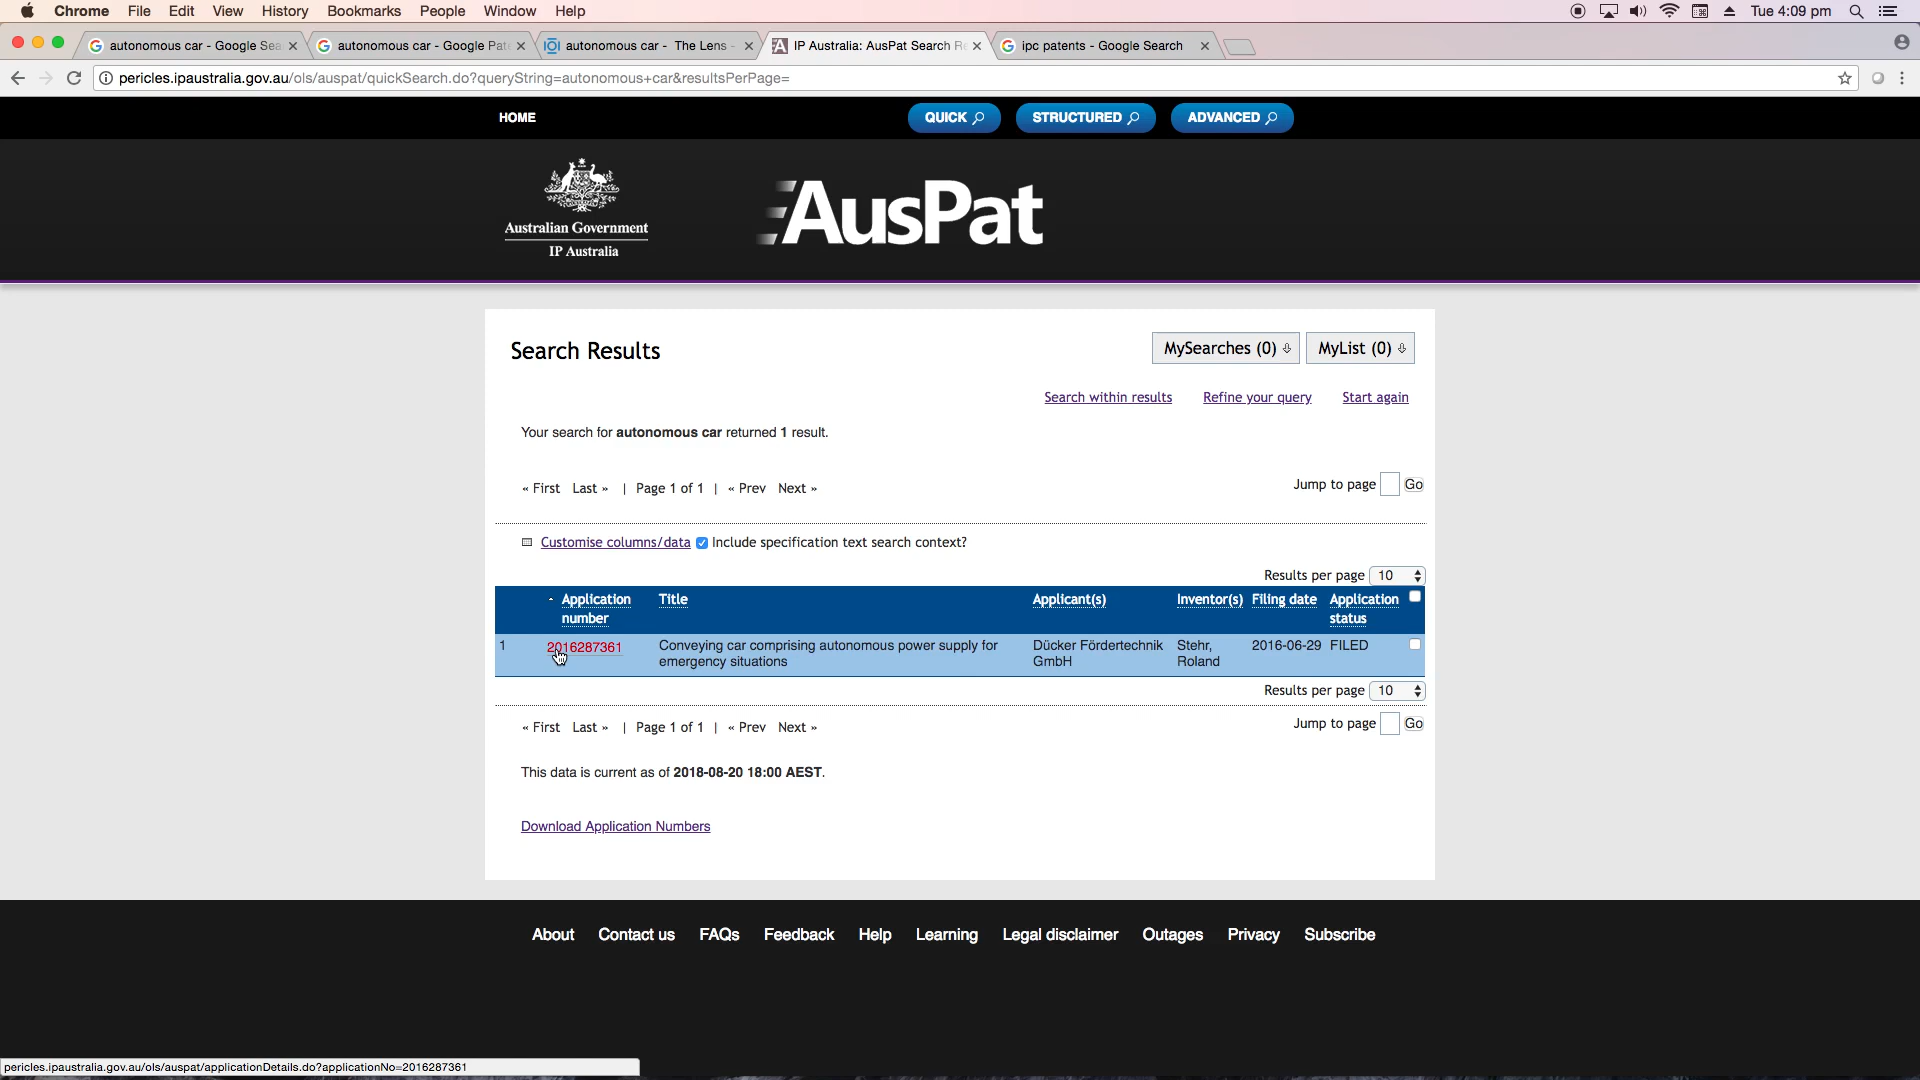 Chrome File Edit View History Bookmarks People Window Help Tue 4:09 pm
autonomous car - Google Sea autonomous car - Google Pat autonomous car - The Lens - IP Australia: AusPat Search R ipc patents - Google Search
pericles.ipaustralia.gov.au/ols/auspat/quickSearch.do?queryString=autonomous+car&resultsPerPage=
HOME QUICK STRUCTURED ADVANCED
Australian Government
IP Australia
AusPat
Search Results MySearches (0) MyList (0)
Search within results Refine your query Start again
Your search for autonomous car returned 1 result.
« First Last » | Page 1 of 1 | « Prev Next » Jump to page Go
Customise columns/data Include specification text search context?
Results per page 10
Application number Title Applicant(s) Inventor(s) Filing date Application status
1 2016287361 Conveying car comprising autonomous power supply for Dücker Fördertechnik Stehr, 2016-06-29 FILED
emergency situations GmbH Roland
Results per page 10
« First Last » | Page 1 of 1 | « Prev Next » Jump to page Go
This data is current as of 2018-08-20 18:00 AEST.
Download Application Numbers
About Contact us FAQs Feedback Help Learning Legal disclaimer Outages Privacy Subscribe
pericles.ipaustralia.gov.au/ols/auspat/applicationDetails.do?applicationNo=2016287361